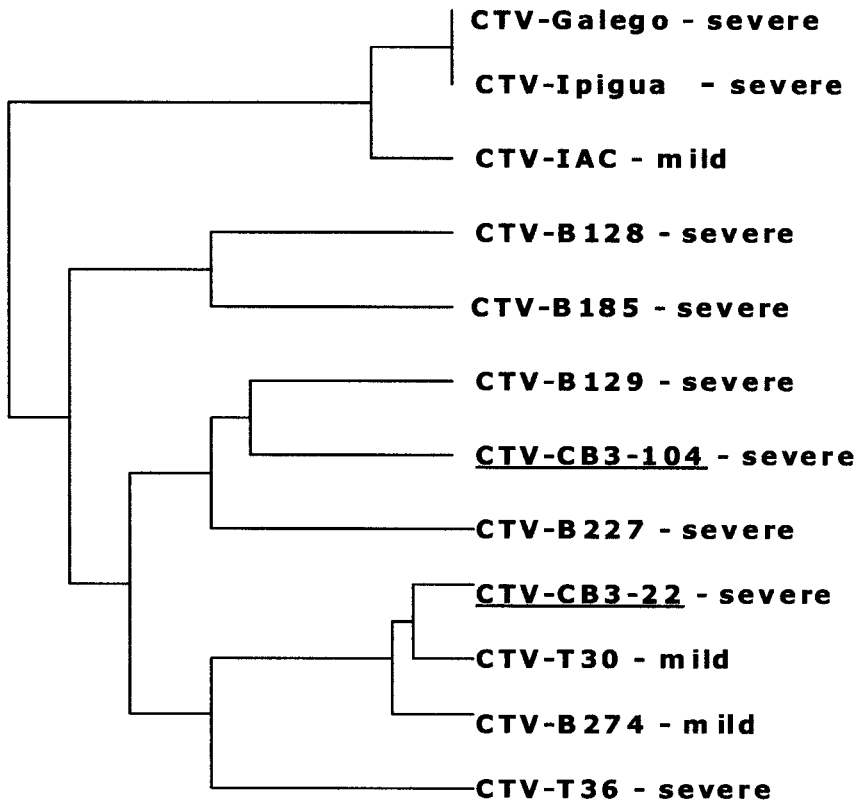 CTV-Galego - severe
CTV-Ipigua - severe
CTV-IAC - mild
CTV-B128 - severe
CTV-B185 - severe
CTV-B129 - severe
CTV-CB3-104 - severe
CTV-B227 - severe
CTV-CB3-22 - severe
CTV-T30 - mild
CTV-B274 - mild
CTV-T36 - severe